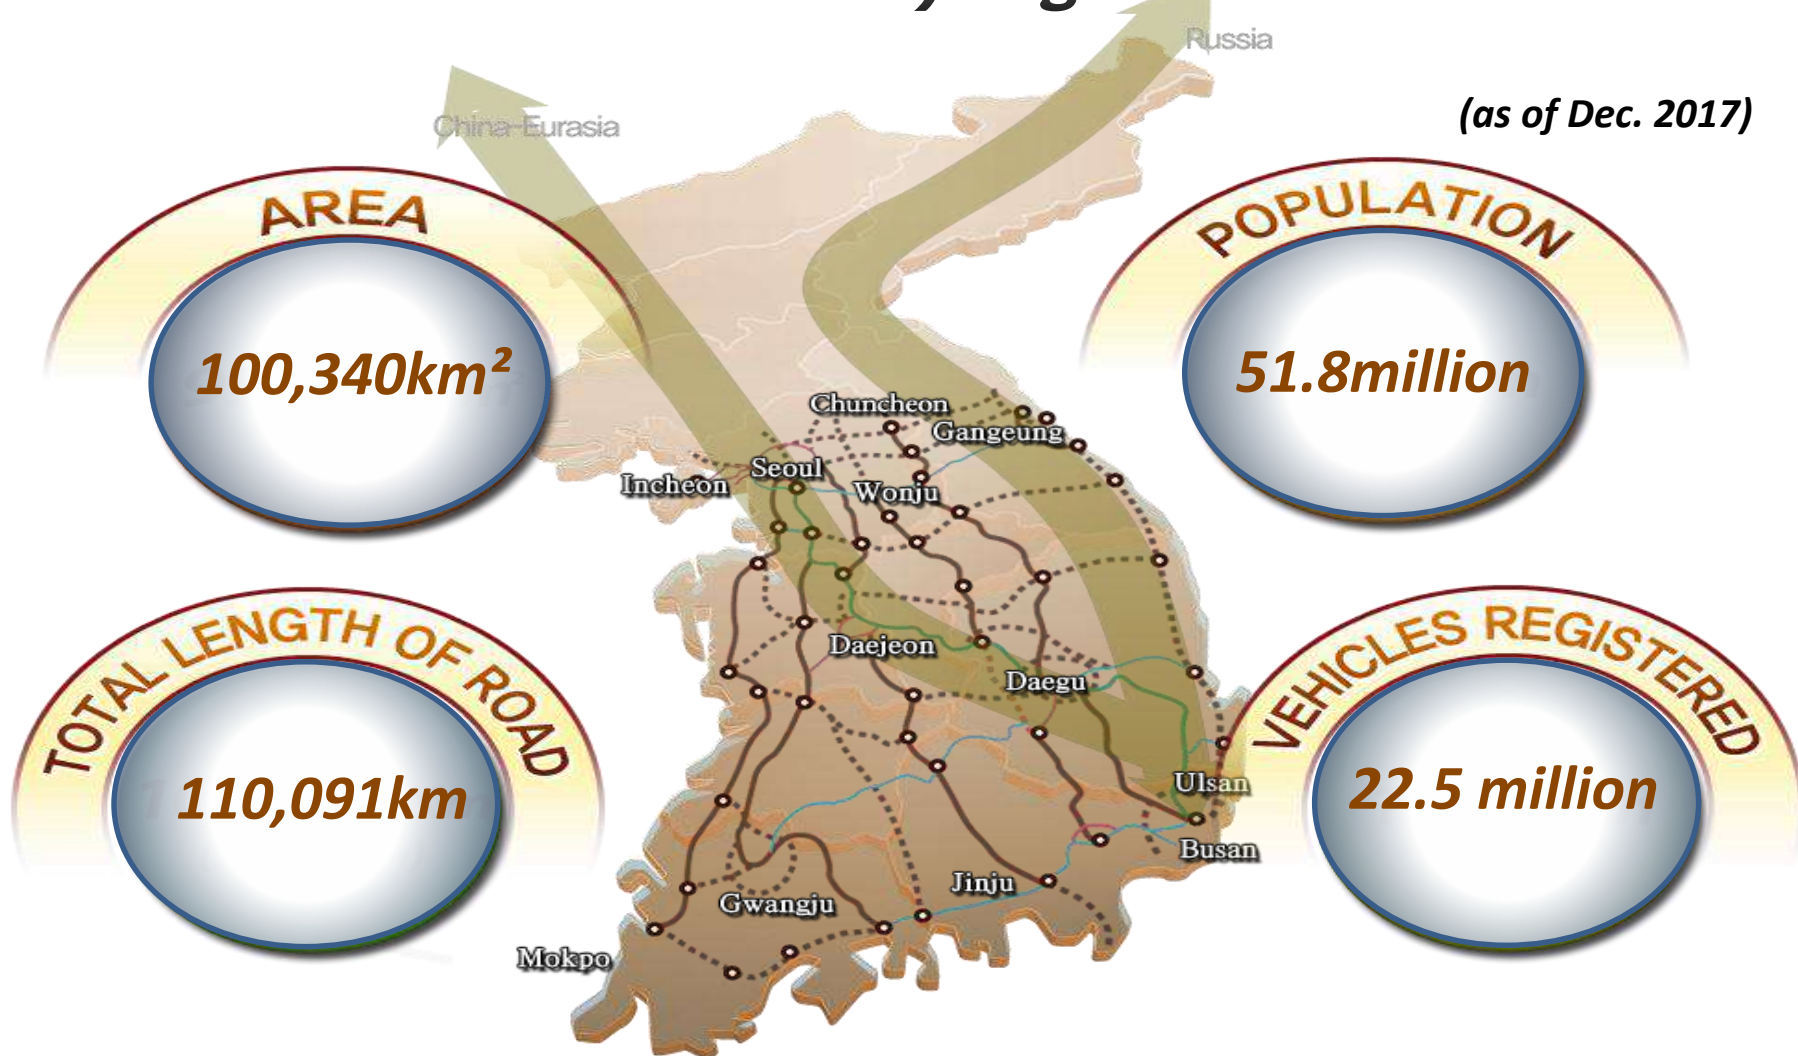 Russia
China-Eurasia
(as of Dec. 2017)
AREA
100,340km²
POPULATION
51.8million
Chuncheon
Gangeung
Seoul
Incheon
Wonju
Daejeon
Daegu
TOTAL LENGTH OF ROAD
110,091km
VEHICLES REGISTERED
22.5 million
Ulsan
Busan
Jinju
Gwangju
Mokpo